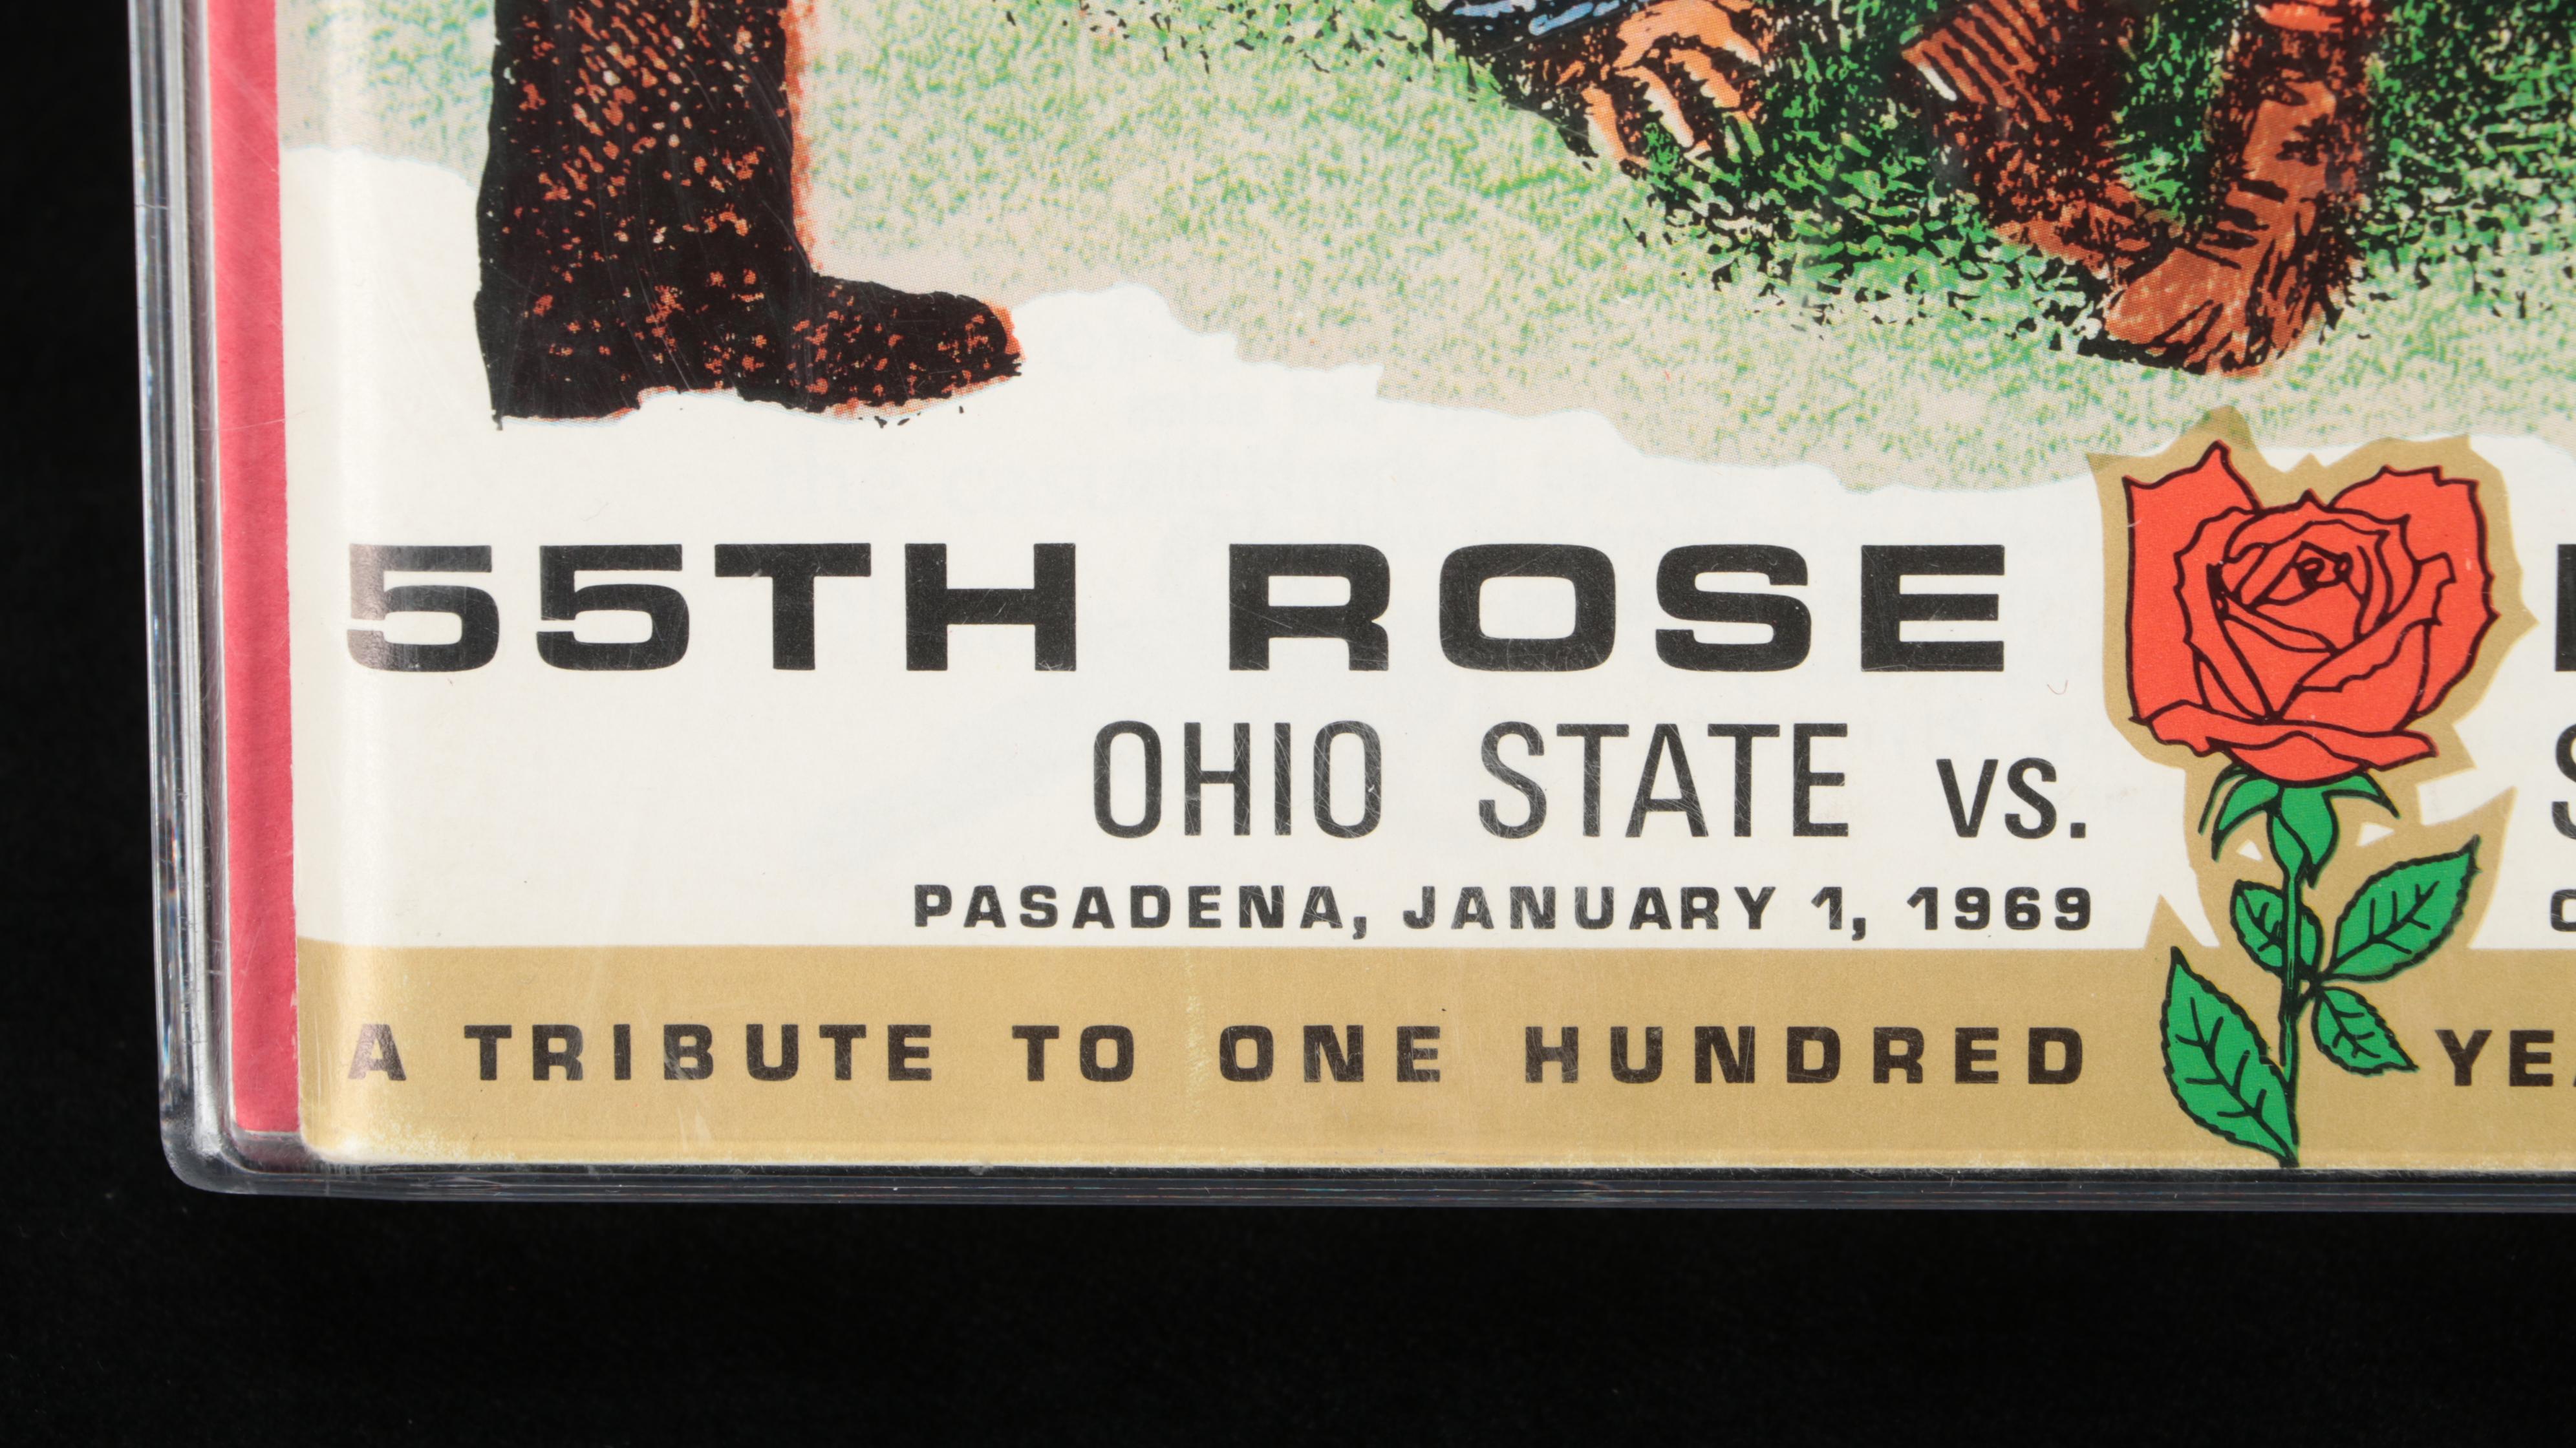 55TH ROSE
OHIO STATE VS.
PASADENA, JANUARY 1, 1969
A TRIBUTE TO ONE HUNDRED